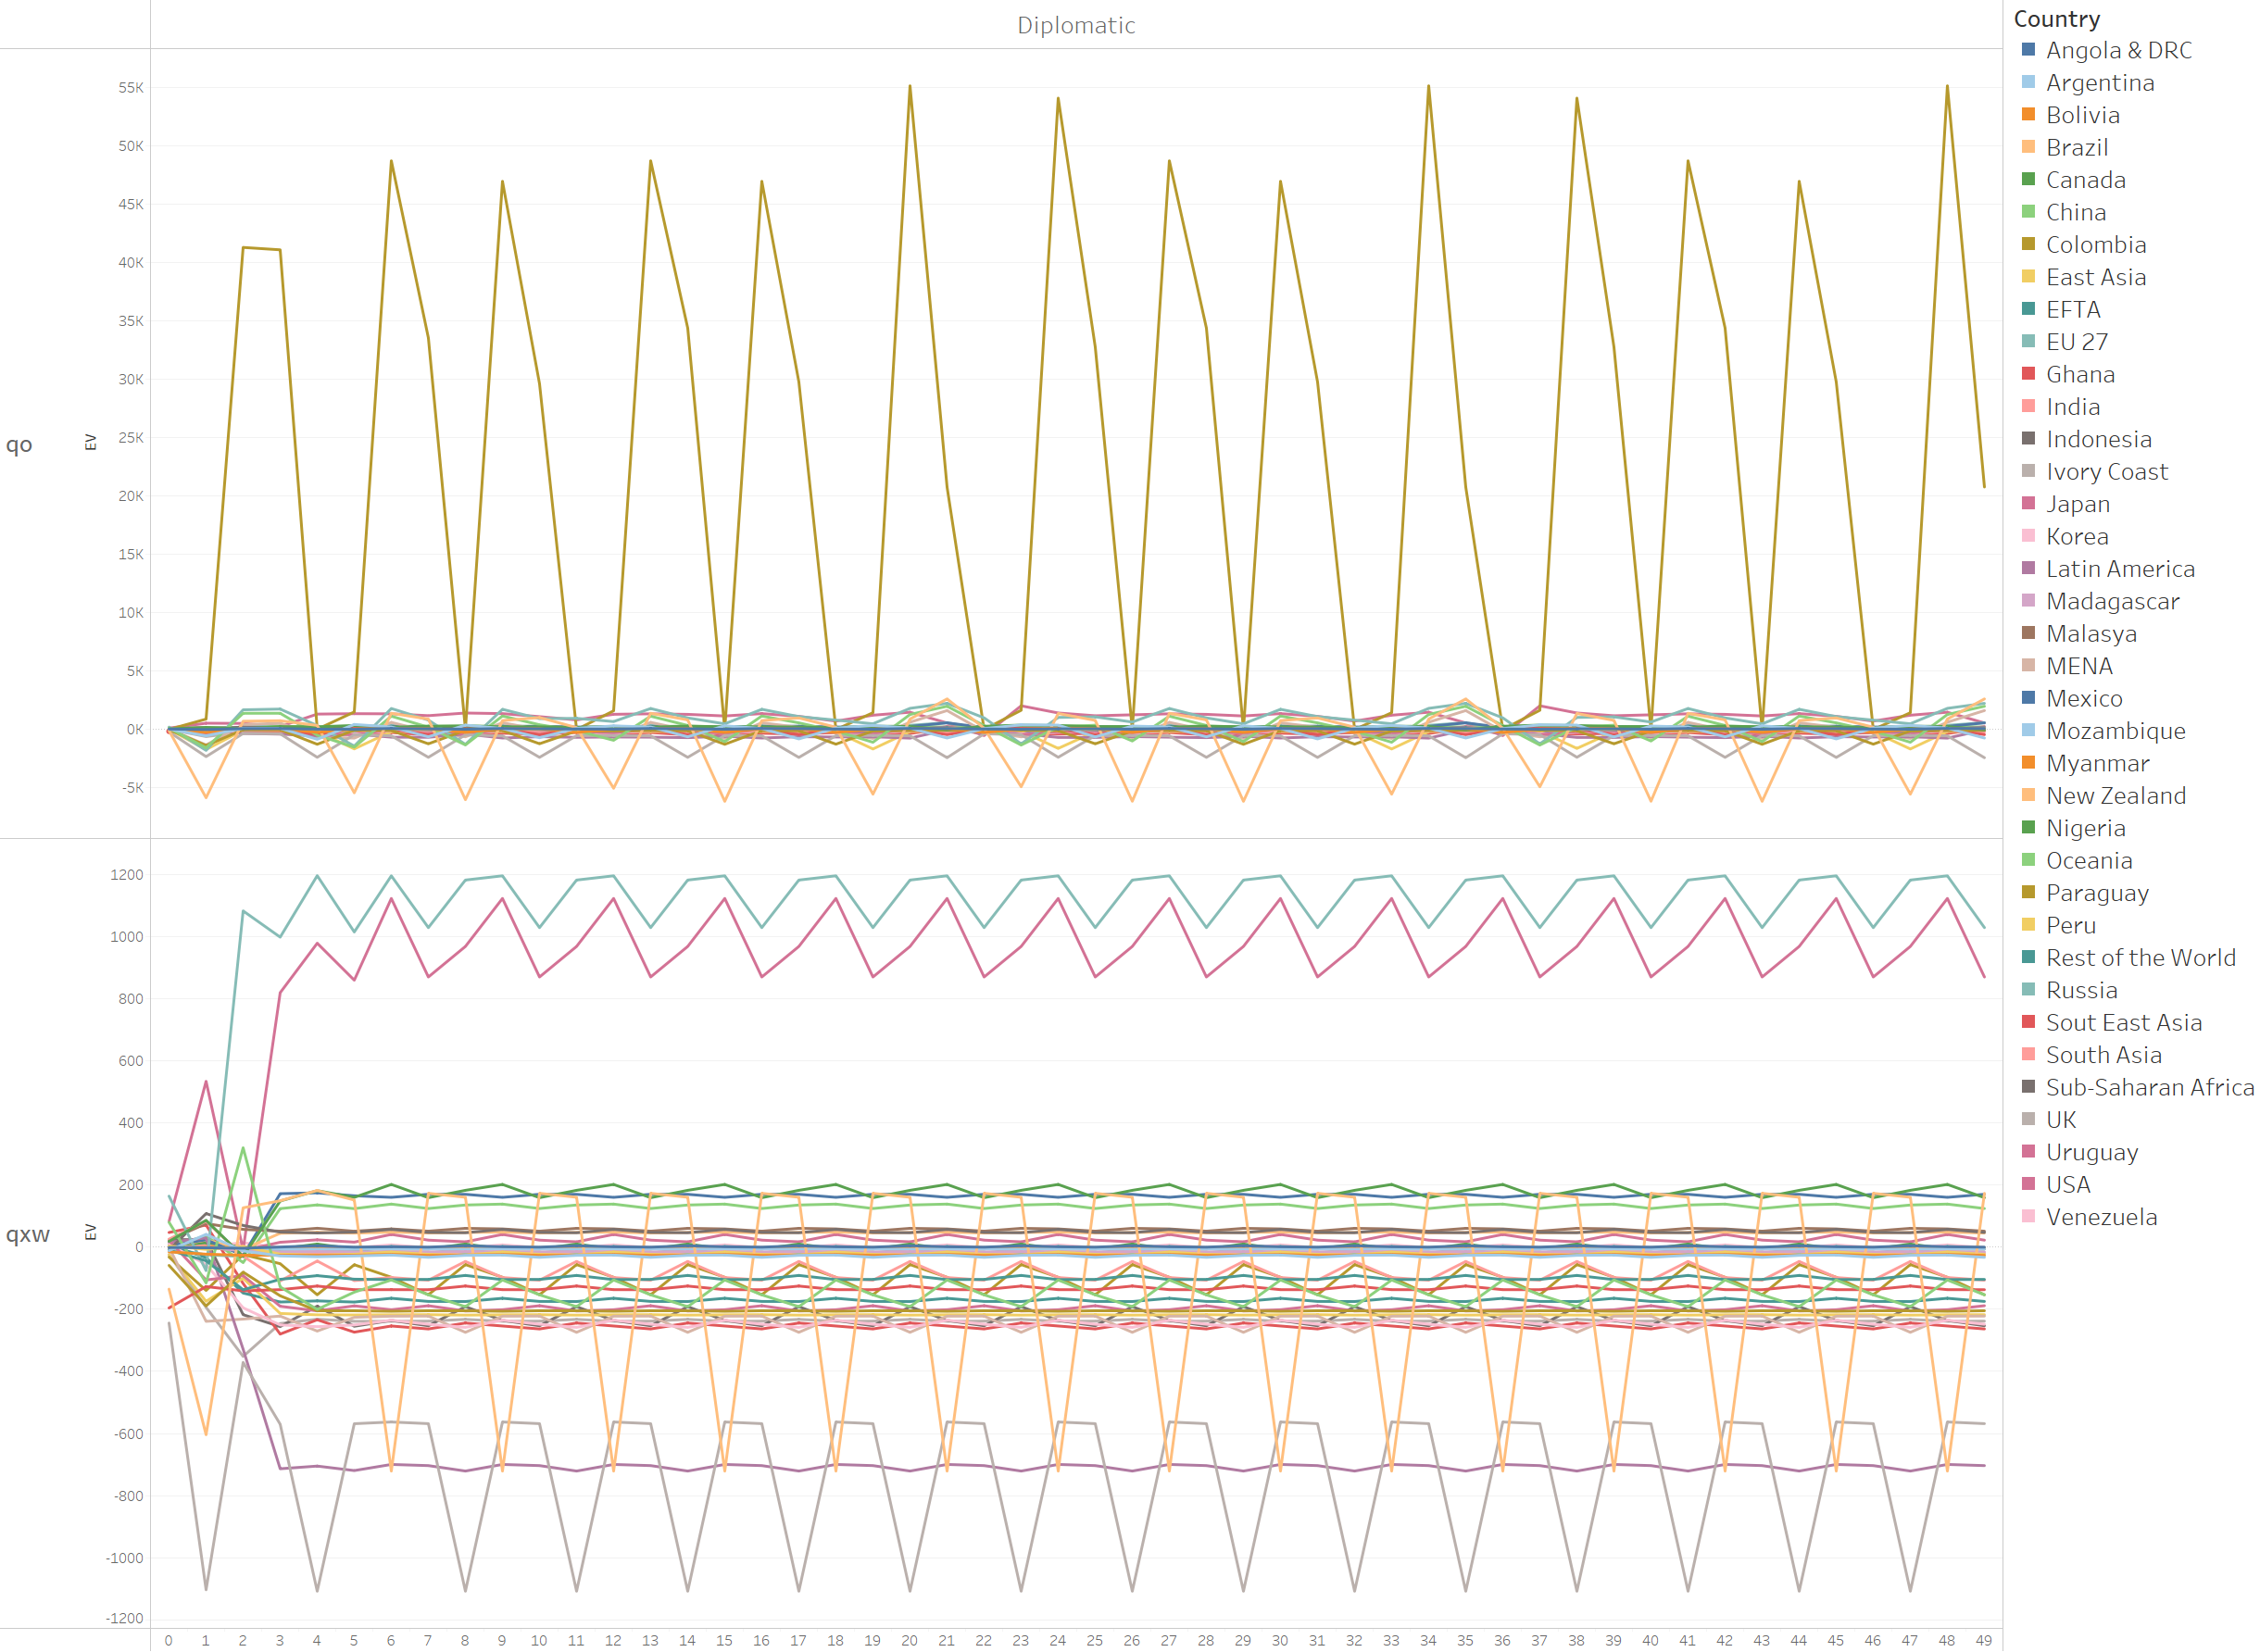 Diplomatic
55K
50K
45K
40K
35K
30K
25K
20K
15K
10K
5K
0K
-5K
qo
EV
1200
1000
800
600
400
200
0
-200
-400
-600
-800
-1000
-1200
qxw
EV
0 1 2 3 4 5 6 7 8 9 10 11 12 13 14 15 16 17 18 19 20 21 22 23 24 25 26 27 28 29 30 31 32 33 34 35 36 37 38 39 40 41 42 43 44 45 46 47 48 49
Country
Angola & DRC
Argentina
Bolivia
Brazil
Canada
China
Colombia
East Asia
EFTA
EU 27
Ghana
India
Indonesia
Ivory Coast
Japan
Korea
Latin America
Madagascar
Malasya
MENA
Mexico
Mozambique
Myanmar
New Zealand
Nigeria
Oceania
Paraguay
Peru
Rest of the World
Russia
Sout East Asia
South Asia
Sub-Saharan Africa
UK
Uruguay
USA
Venezuela